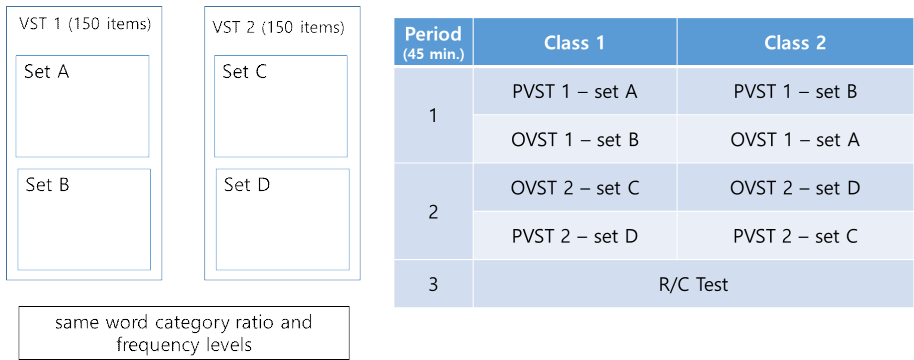 VST 1 (150 items)
Set A
Set B
VST 2 (150 items)
Set C
Set D
same word category ratio and
frequency levels
Period
(45 min.)
Class 1
Class 2
1
PVST 1 – set A
PVST 1 – set B
OVST 1 – set B
OVST 1 – set A
2
OVST 2 – set C
OVST 2 – set D
PVST 2 – set D
PVST 2 – set C
3
R/C Test